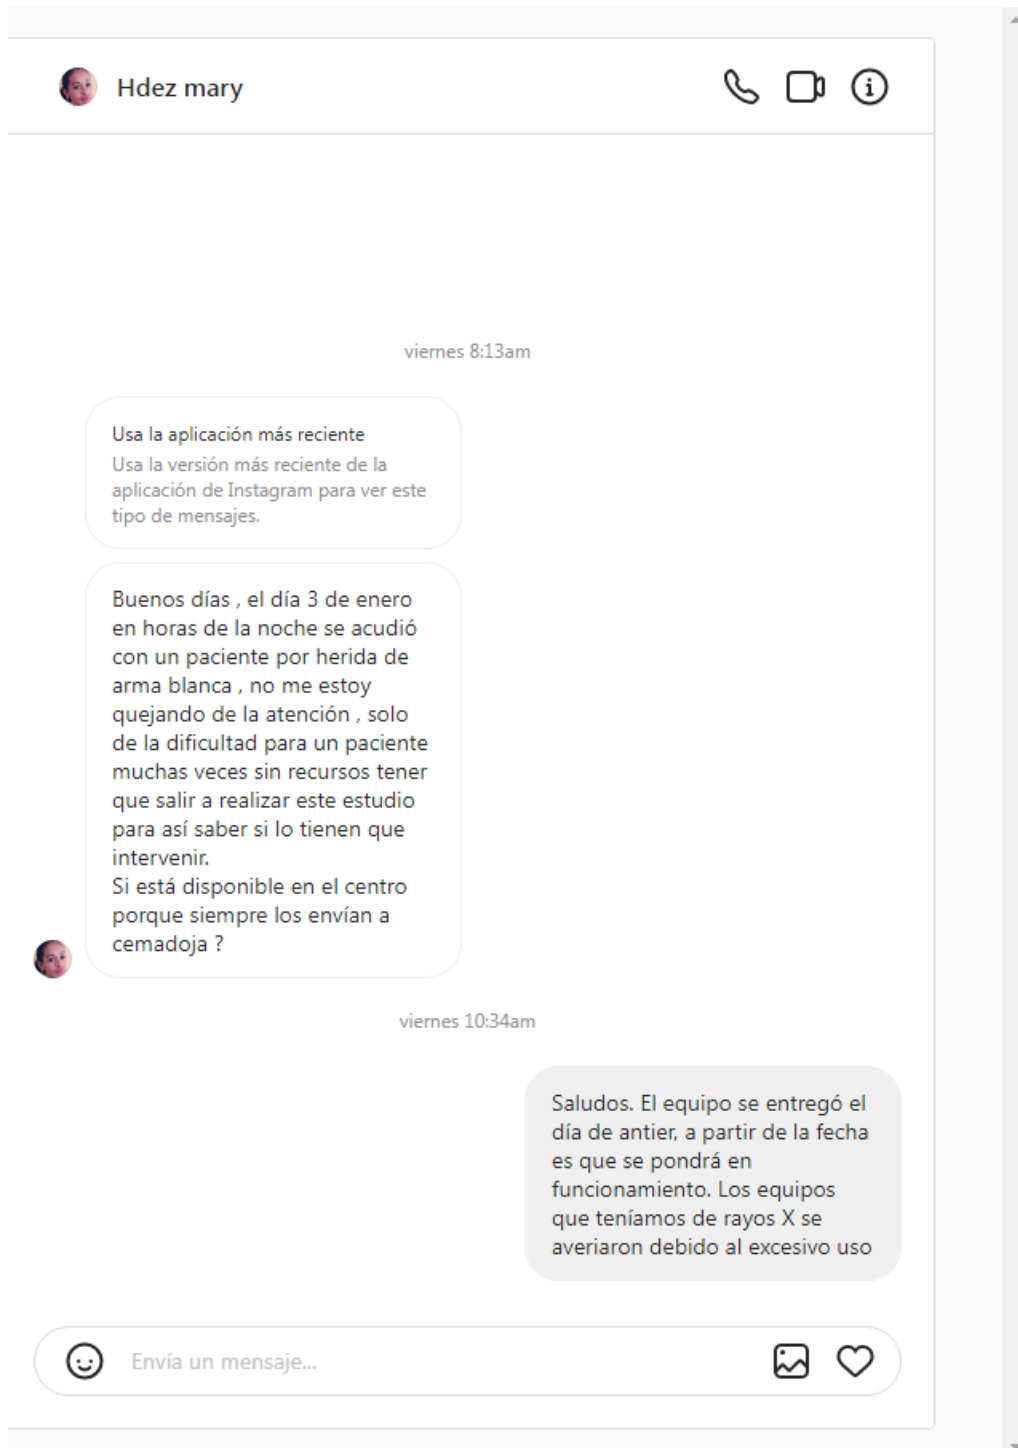 Hdez mary
viernes 8:13am
Usa la aplicación más reciente
Usa la versión más reciente de la
aplicación de Instagram para ver este
tipo de mensajes.
Buenos días , el día 3 de enero
en horas de la noche se acudió
con un paciente por herida de
arma blanca , no me estoy
quejando de la atención , solo
de la dificultad para un paciente
muchas veces sin recursos tener
que salir a realizar este estudio
para así saber si lo tienen que
intervenir.
Si está disponible en el centro
porque siempre los envían a
cemadoja ?
viernes 10:34am
Saludos. El equipo se entregó el
día de antier, a partir de la fecha
es que se pondrá en
funcionamiento. Los equipos
que teníamos de rayos X se
averiaron debido al excesivo uso
Envía un mensaje...